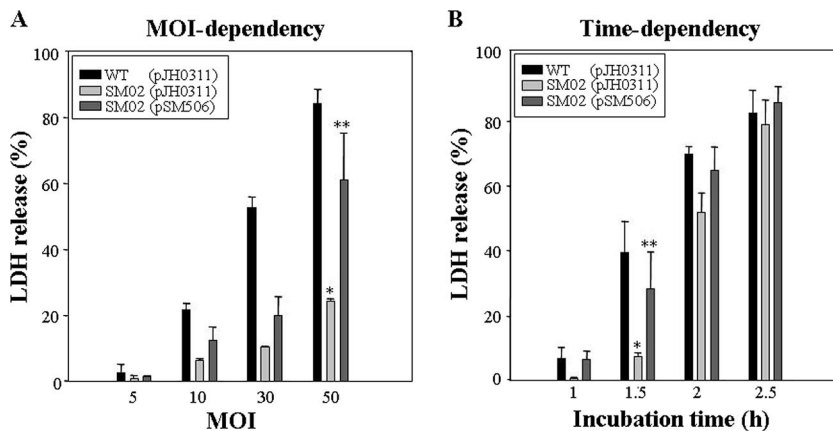 A
MOI-dependency
LDH release (%)
100
80
60
40
20
0
WT (pJH0311)
SM02 (pJH0311)
SM02 (pSM506)
**
*
5 10 30 50
MOI
B
Time-dependency
LDH release (%)
100
80
60
40
20
0
WT (pJH0311)
SM02 (pJH0311)
SM02 (pSM506)
**
*
1 1.5 2 2.5
Incubation time (h)